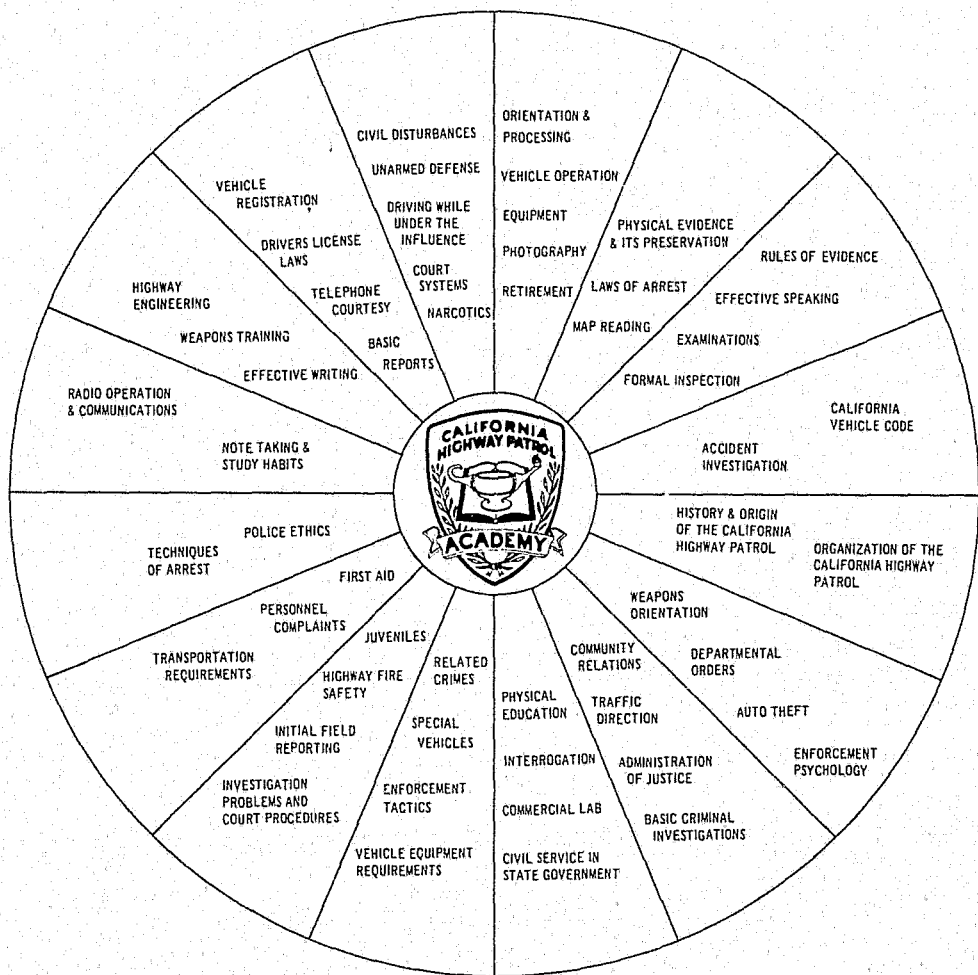 ORIENTATION &
PROCESSING
VEHICLE OPERATION
EQUIPMENT
PHOTOGRAPHY
RETIREMENT
PHYSICAL EVIDENCE
& ITS PRESERVATION
LAWS OF ARREST
MAP READING
RULES OF EVIDENCE
EFFECTIVE SPEAKING
EXAMINATIONS
FORMAL INSPECTION
CALIFORNIA
VEHICLE CODE
ACCIDENT
INVESTIGATION
HISTORY & ORIGIN
OF THE CALIFORNIA
HIGHWAY PATROL
ORGANIZATION OF THE
CALIFORNIA HIGHWAY
PATROL
WEAPONS
ORIENTATION
DEPARTMENTAL
ORDERS
AUTO THEFT
ENFORCEMENT
PSYCHOLOGY
COMMUNITY
RELATIONS
TRAFFIC
DIRECTION
ADMINISTRATION
OF JUSTICE
BASIC CRIMINAL
INVESTIGATIONS
PHYSICAL
EDUCATION
INTERROGATION
COMMERCIAL LAB
CIVIL SERVICE IN
STATE GOVERNMENT
RELATED
CRIMES
SPECIAL
VEHICLES
ENFORCEMENT
TACTICS
VEHICLE EQUIPMENT
REQUIREMENTS
JUVENILES
HIGHWAY FIRE
SAFETY
INITIAL FIELD
REPORTING
INVESTIGATION
PROBLEMS AND
COURT PROCEDURES
FIRST AID
PERSONNEL
COMPLAINTS
TRANSPORTATION
REQUIREMENTS
POLICE ETHICS
TECHNIQUES
OF ARREST
RADIO OPERATION
& COMMUNICATIONS
NOTE TAKING &
STUDY HABITS
HIGHWAY
ENGINEERING
WEAPONS TRAINING
EFFECTIVE WRITING
VEHICLE
REGISTRATION
DRIVERS LICENSE
LAWS
TELEPHONE
COURTESY
BASIC
REPORTS
CIVIL DISTURBANCES
UNARMED DEFENSE
DRIVING WHILE
UNDER THE
INFLUENCE
COURT
SYSTEMS
NARCOTICS
CALIFORNIA
HIGHWAY PATROL
ACADEMY